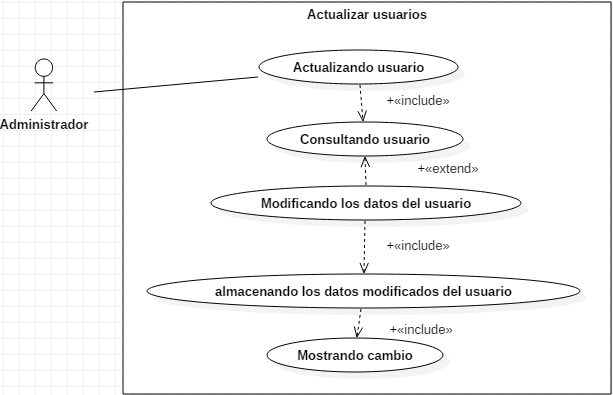 Actualizar usuarios
Actualizando usuario
+«include»
Administrador
Consultando usuario
+«extend»
Modificando los datos del usuario
+«include»
almacenando los datos modificados del usuario
+«include»
Mostrando cambio